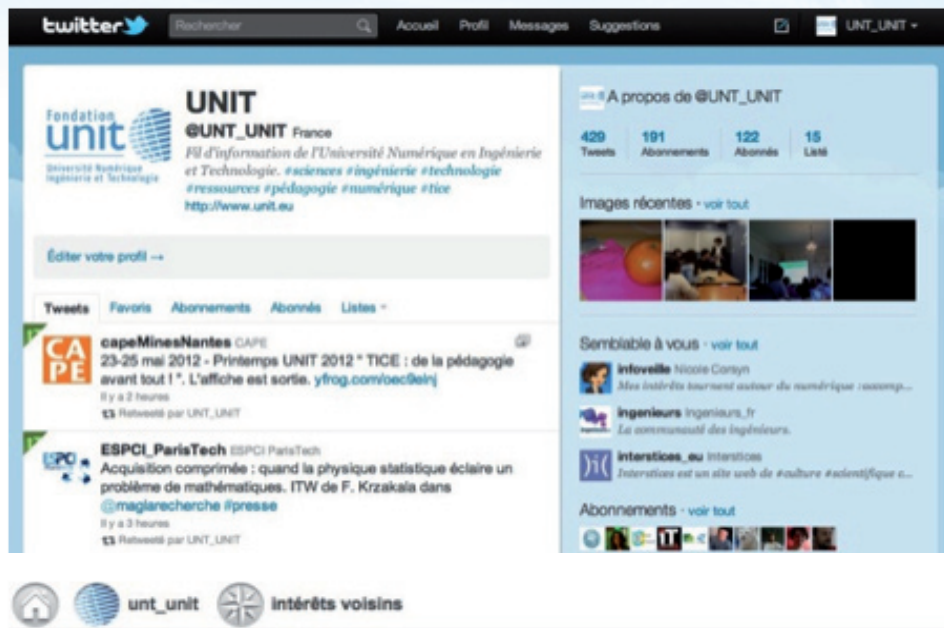 twitter Rechercher Accueil Profil Messages Suggestions UNT_UNIT
Fondation
unit
Université Numérique
Ingénierie et Technologie
UNIT
@UNT_UNIT France
Fil d'information de l'Université Numérique en Ingénierie
et Technologie. #sciences #ingénierie #technologie
#ressources #pédagogie #numérique #tice
http://www.unit.eu
Éditer votre profil →
Tweets Favoris Abonnements Abonnés Listes
CAPE
capeMinesNantes CAPE
23-25 mai 2012 - Printemps UNIT 2012 " TICE : de la pédagogie
avant tout ! ". L'affiche est sortie. yfrog.com/oec9elnj
Il y a 2 heures
Retweeté par UNT_UNIT
ESPCI
ESPCI_ParisTech ESPCI ParisTech
Acquisition comprimée : quand la physique statistique éclaire un
problème de mathématiques. ITW de F. Krzakala dans
@maglarecherche #presse
Il y a 3 heures
Retweeté par UNT_UNIT
A propos de @UNT_UNIT
429 191 122 15
Tweets Abonnements Abonnés Listé
Images récentes · voir tout
Semblable à vous · voir tout
infoveille Nicole Corsyn
Mes intérêts tournent autour du numérique :accomp...
ingenieurs Ingenieurs_fr
La communauté des ingénieurs.
)i(
interstices_eu Interstices
Interstices est un site web de #culture #scientifique c...
Abonnements · voir tout
unt_unit intérêts voisins